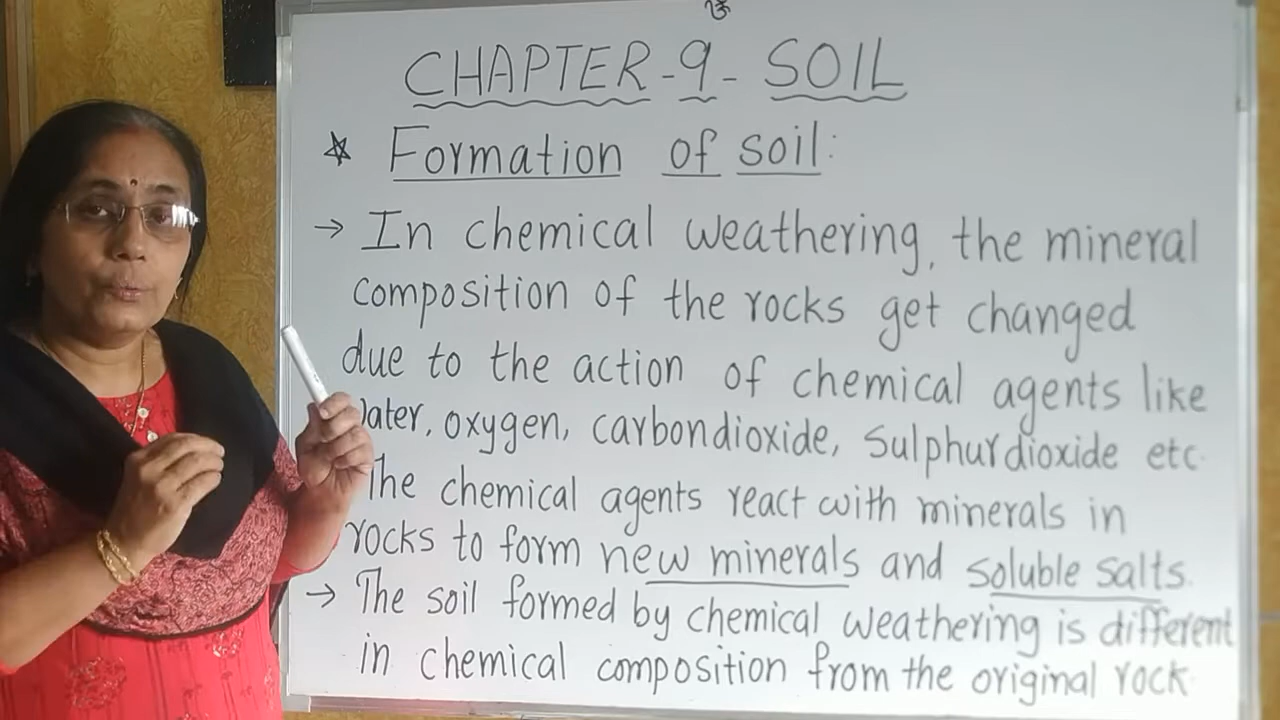 ॐ
CHAPTER-9- SOIL
☆ Formation of soil:
→ In chemical weathering, the mineral
composition of the rocks get changed
due to the action of chemical agents like
oxygen, carbondioxide, Sulphurdioxide etc.
The chemical agents react with minerals in
rocks to form new minerals and soluble salts.
→ The soil formed by chemical weathering is different
in chemical composition from the original rock